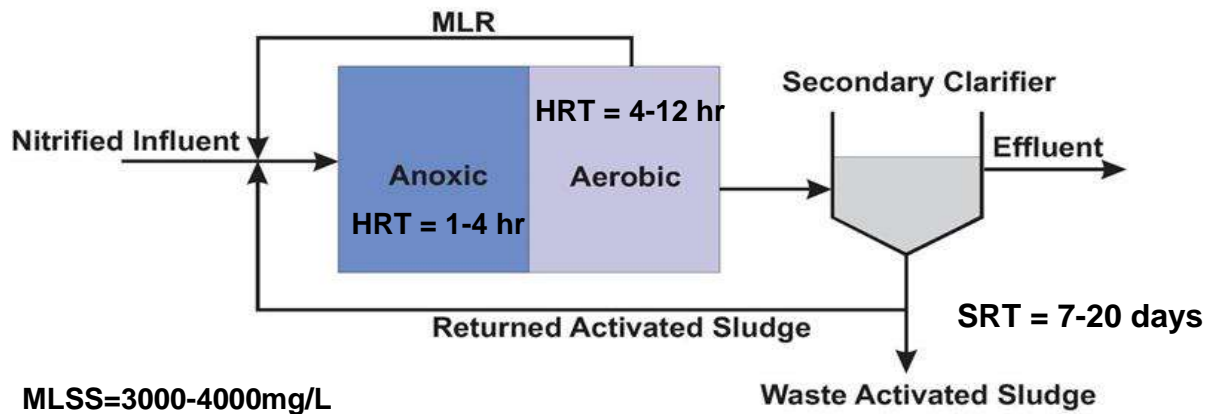 MLR
Secondary Clarifier
HRT = 4-12 hr
Nitrified Influent
Effluent
Anoxic
Aerobic
HRT = 1-4 hr
Returned Activated Sludge
SRT = 7-20 days
Waste Activated Sludge
MLSS=3000-4000mg/L